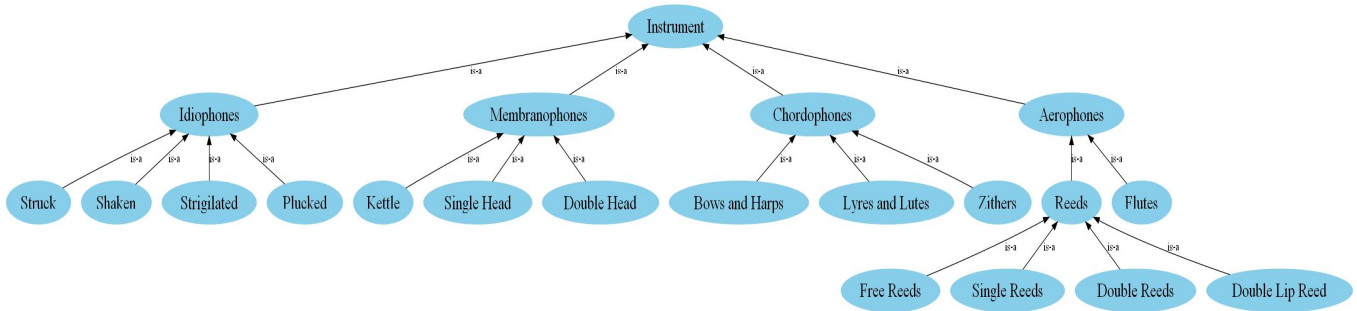 Instrument
is-a is-a is-a is-a
Idiophones Membranophones Chordophones Aerophones
is-a is-a is-a is-a is-a is-a is-a is-a is-a is-a is-a is-a
Struck Shaken Strigilated Plucked Kettle Single Head Double Head Bows and Harps Lyres and Lutes Zithers Reeds Flutes
is-a is-a is-a is-a
Free Reeds Single Reeds Double Reeds Double Lip Reed